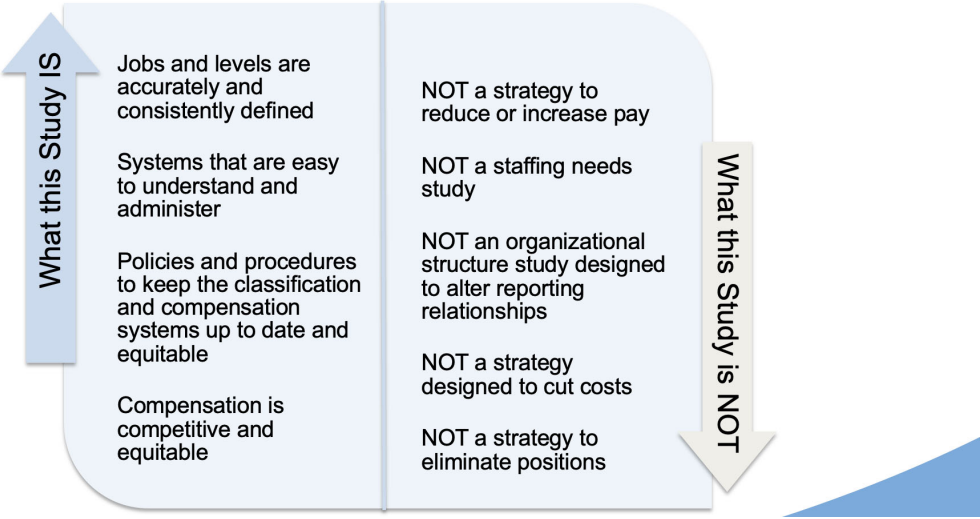 What this Study IS
Jobs and levels are
accurately and
consistently defined
Systems that are easy
to understand and
administer
Policies and procedures
to keep the classification
and compensation
systems up to date and
equitable
Compensation is
competitive and
equitable
NOT a strategy to
reduce or increase pay
NOT a staffing needs
study
NOT an organizational
structure study designed
to alter reporting
relationships
NOT a strategy
designed to cut costs
NOT a strategy to
eliminate positions
What this Study is NOT